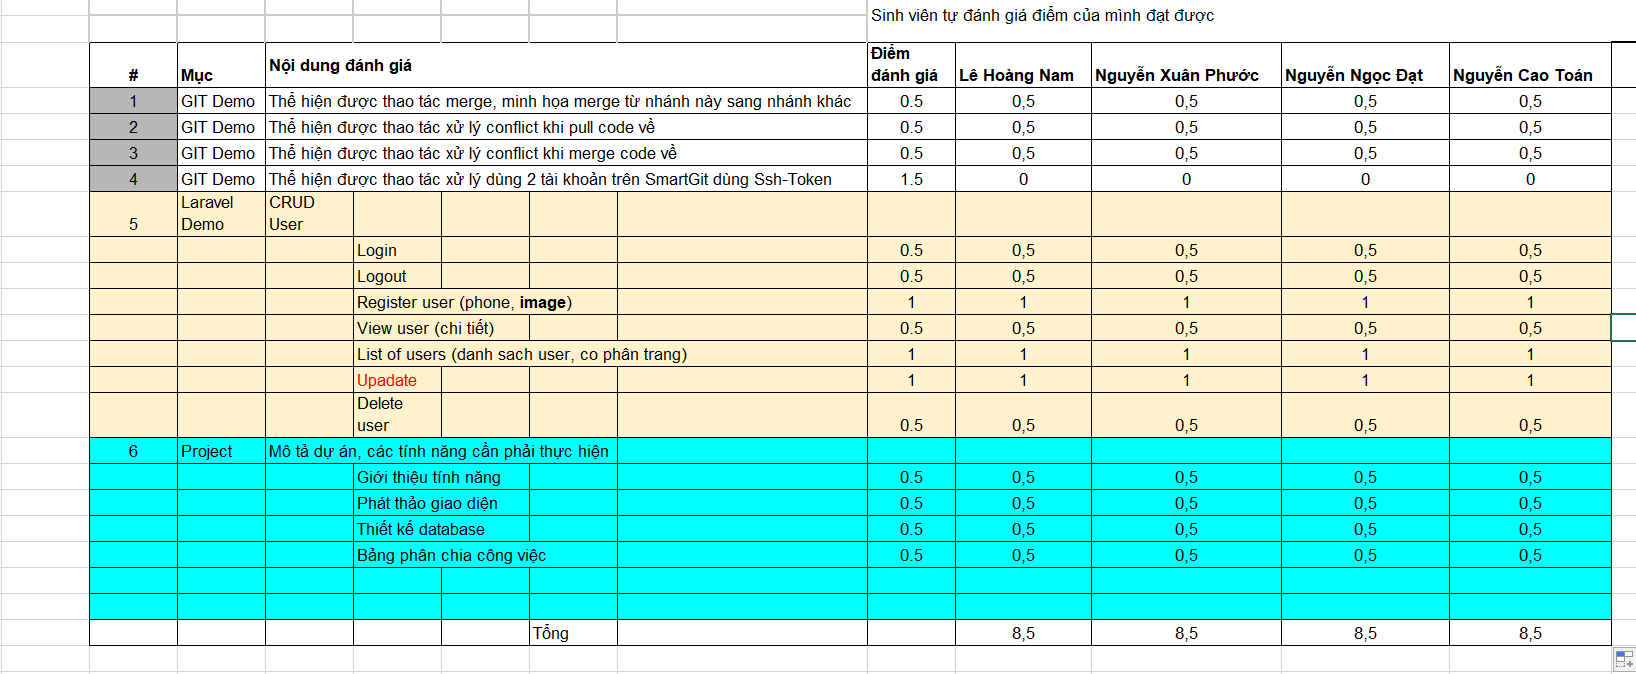 Sinh viên tự đánh giá điểm của mình đạt được
# Mục Nội dung đánh giá Điểm đánh giá Lê Hoàng Nam Nguyễn Xuân Phước Nguyễn Ngọc Đạt Nguyễn Cao Toán
1 GIT Demo Thể hiện được thao tác merge, minh họa merge từ nhánh này sang nhánh khác 0.5 0,5 0,5 0,5 0,5
2 GIT Demo Thể hiện được thao tác xử lý conflict khi pull code về 0.5 0,5 0,5 0,5 0,5
3 GIT Demo Thể hiện được thao tác xử lý conflict khi merge code về 0.5 0,5 0,5 0,5 0,5
4 GIT Demo Thể hiện được thao tác xử lý dùng 2 tài khoản trên SmartGit dùng Ssh-Token 1.5 0 0 0 0
5 Laravel Demo CRUD User
Login 0.5 0,5 0,5 0,5 0,5
Logout 0.5 0,5 0,5 0,5 0,5
Register user (phone, image) 1 1 1 1 1
View user (chi tiết) 0.5 0,5 0,5 0,5 0,5
List of users (danh sach user, co phân trang) 1 1 1 1 1
Upadate 1 1 1 1 1
Delete user 0.5 0,5 0,5 0,5 0,5
6 Project Mô tả dự án, các tính năng cần phải thực hiện
Giới thiệu tính năng 0.5 0,5 0,5 0,5 0,5
Phát thảo giao diện 0.5 0,5 0,5 0,5 0,5
Thiết kế database 0.5 0,5 0,5 0,5 0,5
Bảng phân chia công việc 0.5 0,5 0,5 0,5 0,5
Tổng 8,5 8,5 8,5 8,5